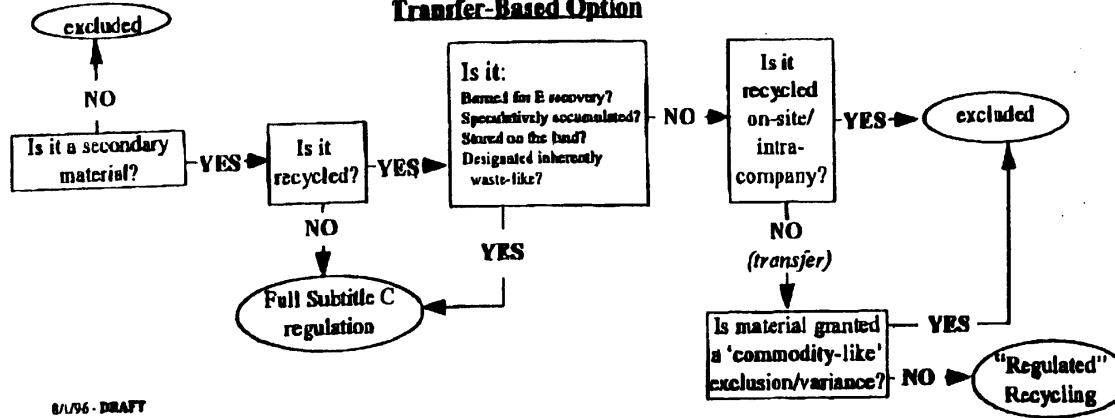 Transfer-Based Option
excluded
NO
Is it a secondary
material?
YES
Is it
recycled?
NO
Full Subtitle C
regulation
YES
Is it:
Burned for E recovery?
Speculatively accumulated?
Stored on the land?
Designated inherently
waste-like?
YES
NO
Is it
recycled
on-site/
intra-
company?
YES
excluded
NO
(transfer)
Is material granted
a 'commodity-like'
exclusion/variance?
YES
NO
"Regulated"
Recycling
8/1/96 - DRAFT